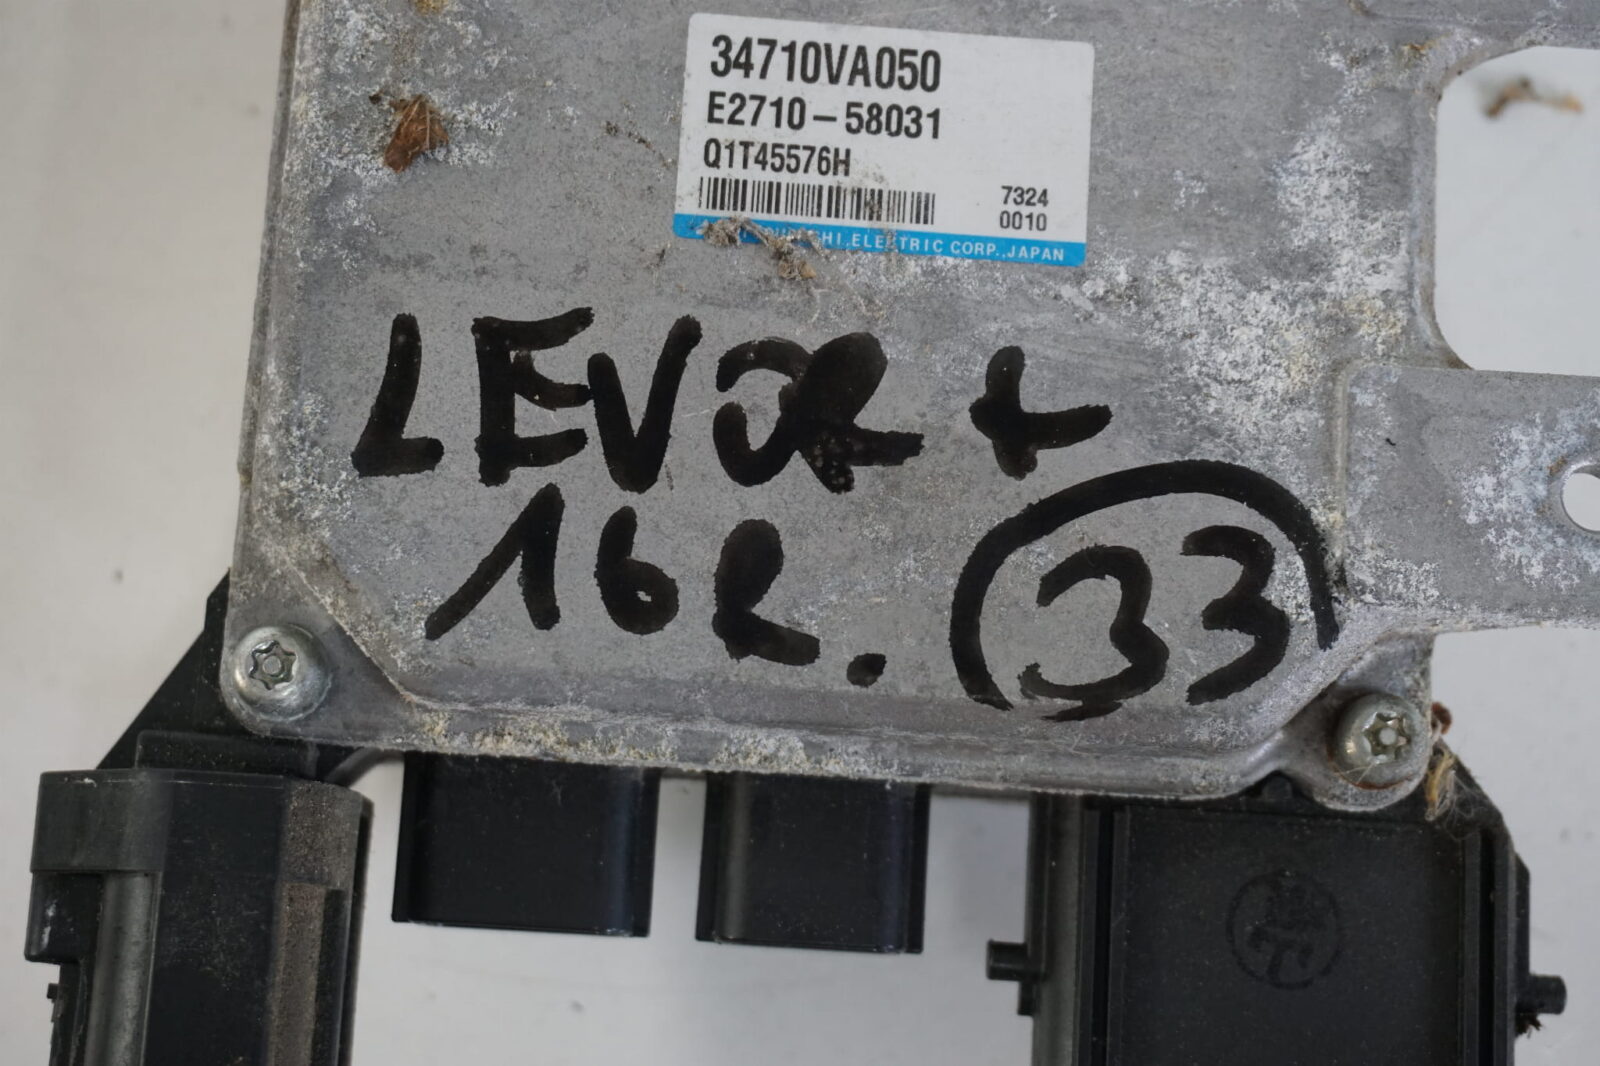 34710VA050
E2710-58031
Q1T45576H
7324
0010
ELECTRIC CORP., JAPAN
LEVOR +
16R.
33